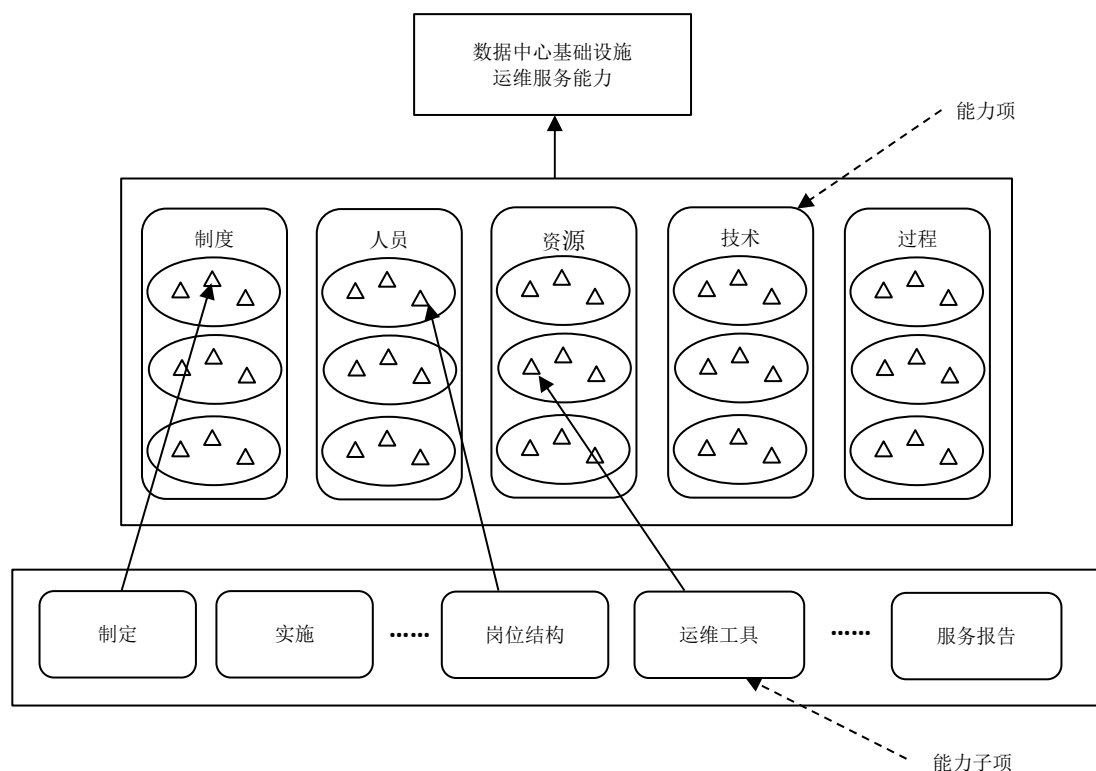 数据中心基础设施
运维服务能力
能力项
制度
人员
资源
技术
过程
制定
实施
……
岗位结构
运维工具
……
服务报告
能力子项